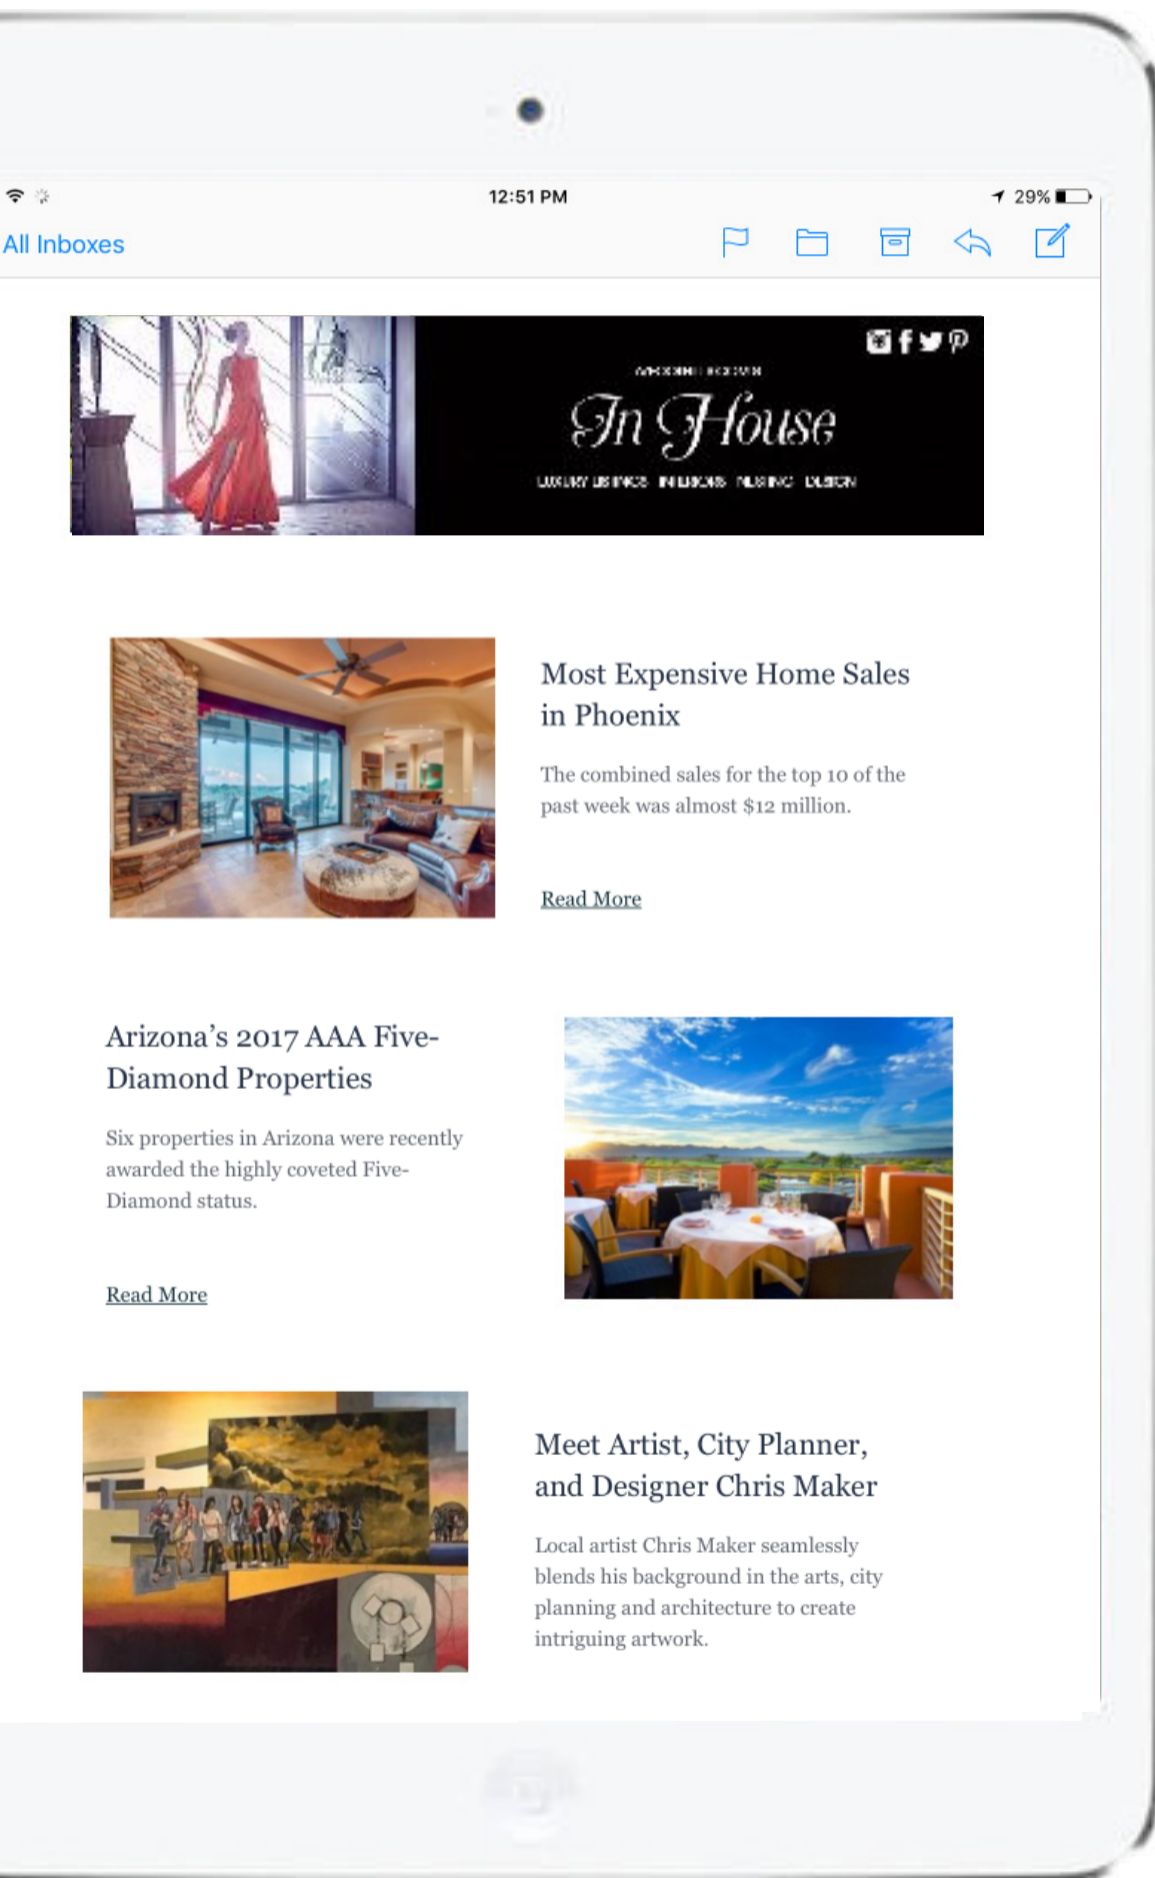 12:51 PM
29%
All Inboxes
In House
LUXURY LISTINGS INTERIORS DESIGN
Most Expensive Home Sales
in Phoenix
The combined sales for the top 10 of the
past week was almost $12 million.
Read More
Arizona’s 2017 AAA Five-
Diamond Properties
Six properties in Arizona were recently
awarded the highly coveted Five-
Diamond status.
Read More
Meet Artist, City Planner,
and Designer Chris Maker
Local artist Chris Maker seamlessly
blends his background in the arts, city
planning and architecture to create
intriguing artwork.